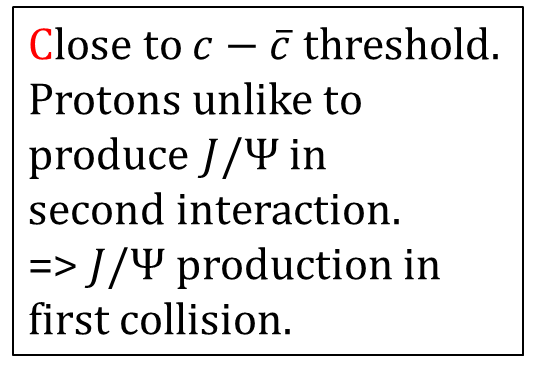 Close to c − c̄ threshold.
Protons unlike to
produce J/Ψ in
second interaction.
=> J/Ψ production in
first collision.